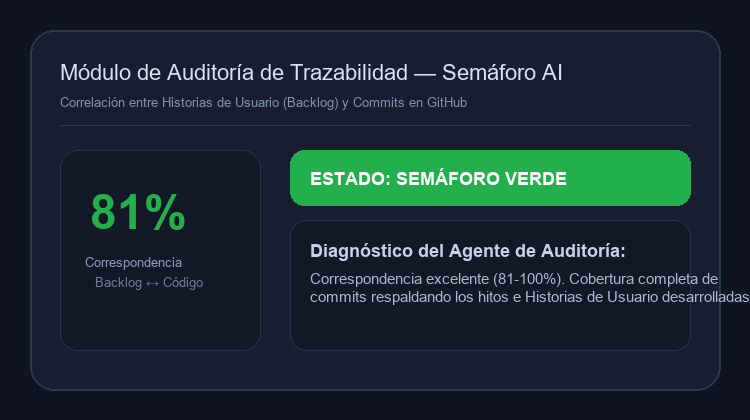 Módulo de Auditoría de Trazabilidad — Semáforo AI
Correlación entre Historias de Usuario (Backlog) y Commits en GitHub
81%
Correspondencia
Backlog ↔ Código
ESTADO: SEMÁFORO VERDE
Diagnóstico del Agente de Auditoría:
Correspondencia excelente (81-100%). Cobertura completa de
commits respaldando los hitos e Historias de Usuario desarrolladas